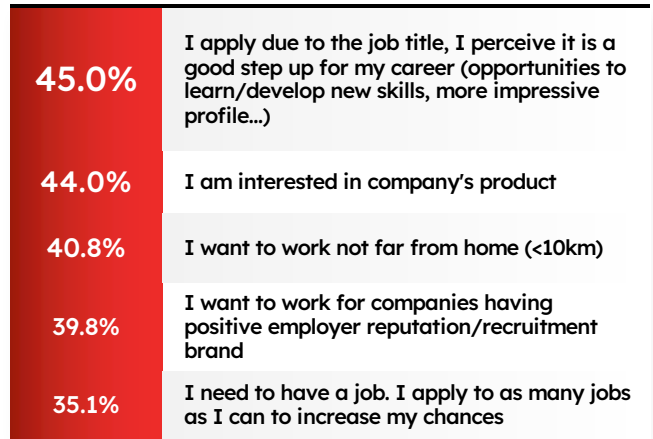 45.0%
I apply due to the job title, I perceive it is a
good step up for my career (opportunities to
learn/develop new skills, more impressive
profile...)
44.0%
I am interested in company's product
40.8%
I want to work not far from home (<10km)
39.8%
I want to work for companies having
positive employer reputation/recruitment
brand
35.1%
I need to have a job. I apply to as many jobs
as I can to increase my chances